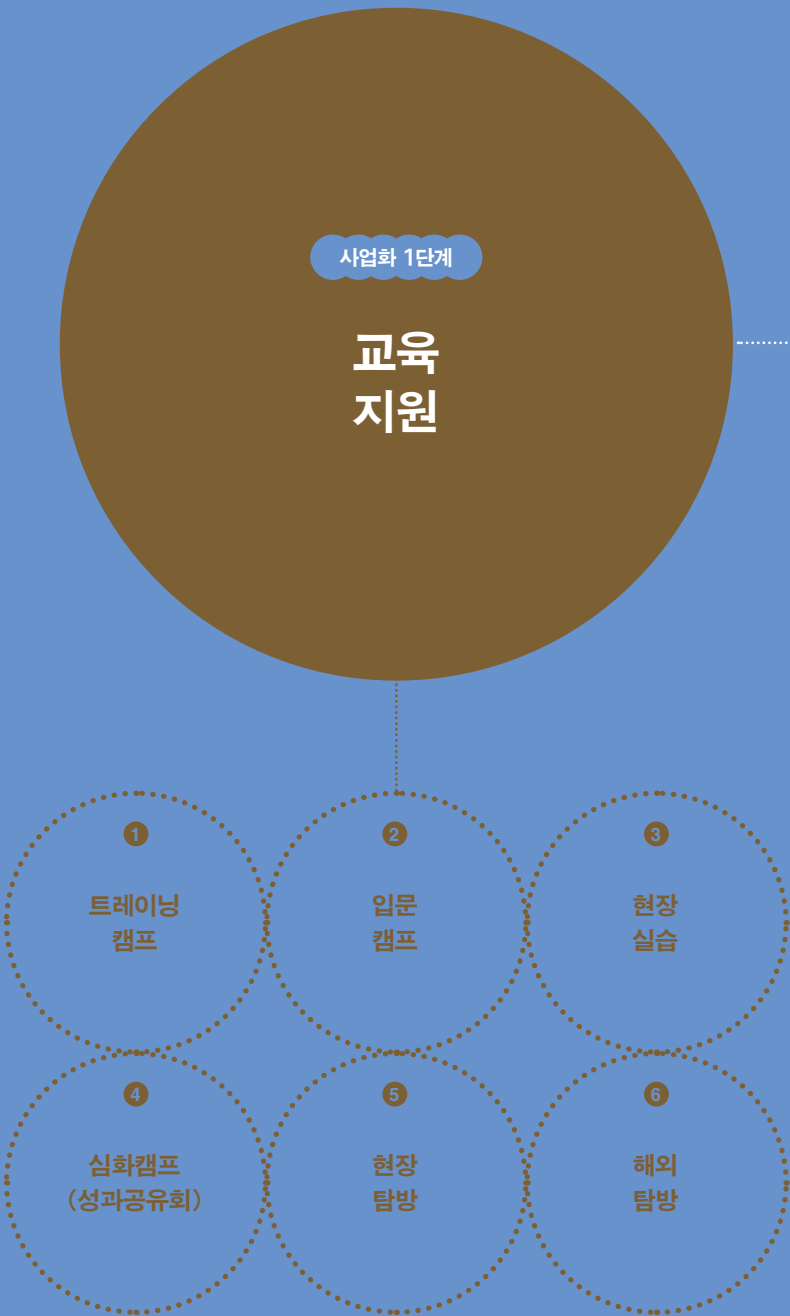 사업화 1단계
교육
지원
1
트레이닝
캠프
2
입문
캠프
3
현장
실습
4
심화캠프
(성과공유회)
5
현장
탐방
6
해외
탐방